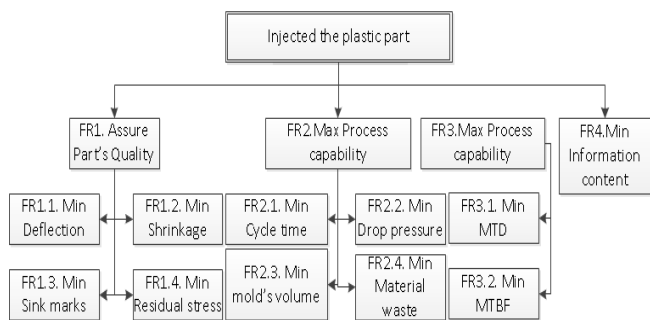 Injected the plastic part
FR1. Assure
Part's Quality
FR2.Max Process
capability
FR3.Max Process
capability
FR4.Min
Information
content
FR1.1. Min
Deflection
FR1.2. Min
Shrinkage
FR2.1. Min
Cycle time
FR2.2. Min
Drop pressure
FR3.1. Min
MTD
FR1.3. Min
Sink marks
FR1.4. Min
Residual stress
FR2.3. Min
mold's volume
FR2.4. Min
Material
waste
FR3.2. Min
MTBF